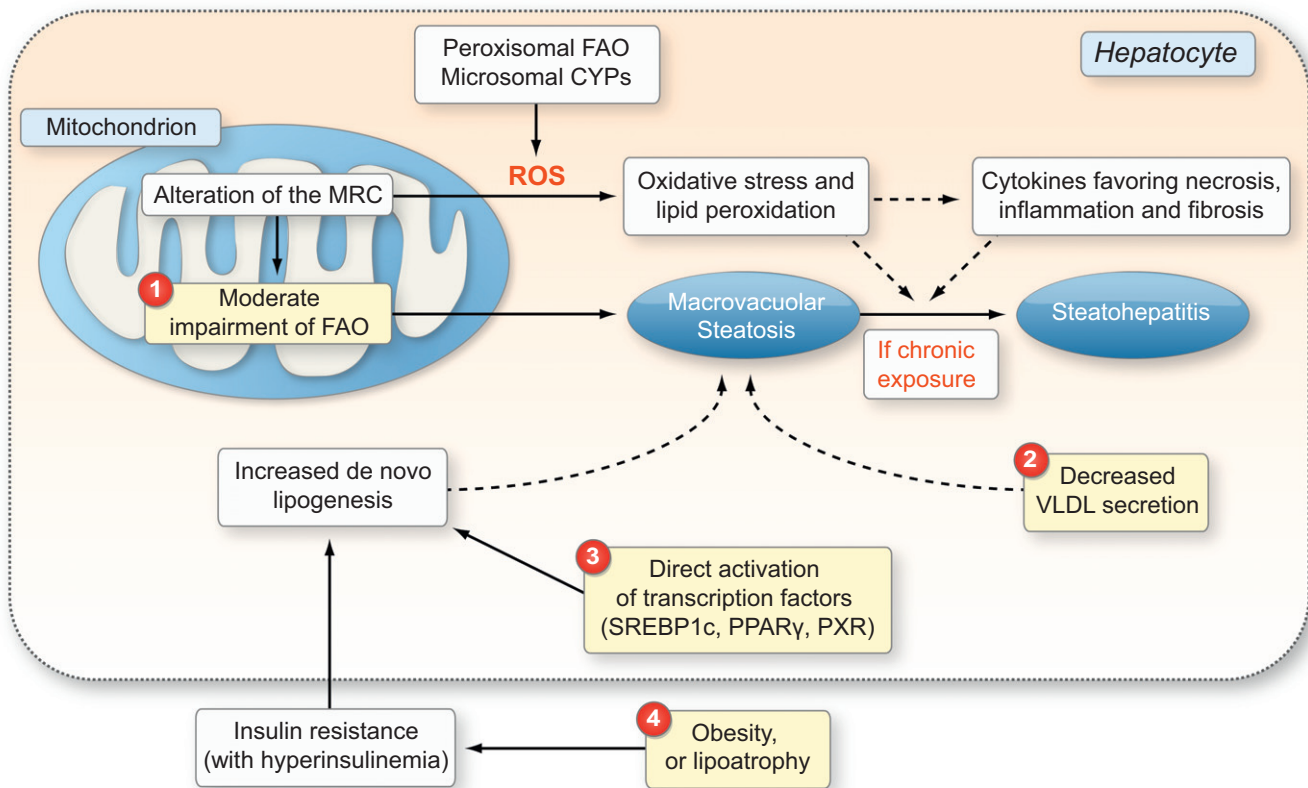 Peroxisomal FAO
Microsomal CYPs
Hepatocyte
Mitochondrion
Alteration of the MRC
ROS
Oxidative stress and
lipid peroxidation
Cytokines favoring necrosis,
inflammation and fibrosis
1
Moderate
impairment of FAO
Macrovacuolar
Steatosis
Steatohepatitis
If chronic
exposure
Increased de novo
lipogenesis
2
Decreased
VLDL secretion
3
Direct activation
of transcription factors
(SREBP1c, PPARγ, PXR)
Insulin resistance
(with hyperinsulinemia)
4
Obesity,
or lipoatrophy